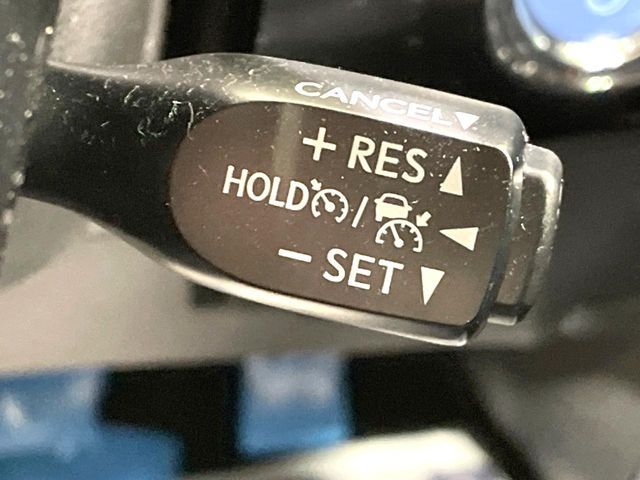 CANCEL▼
+ RES ▲
HOLD / ◀
- SET ▼